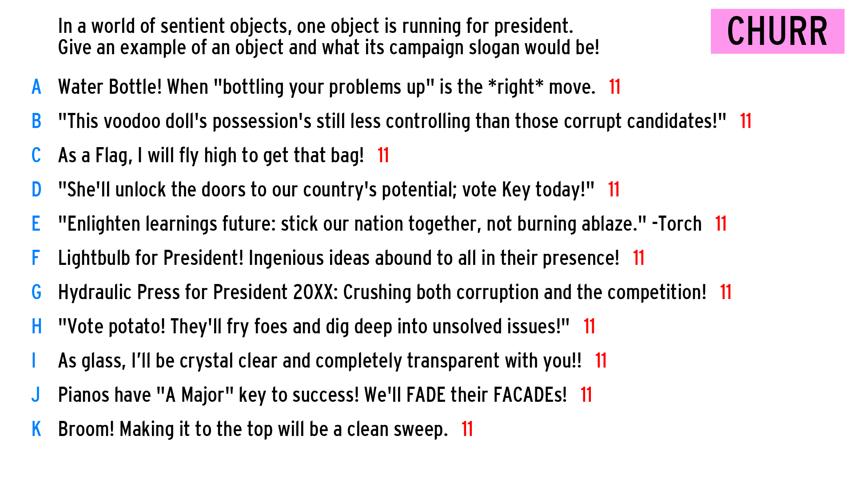 In a world of sentient objects, one object is running for president.
Give an example of an object and what its campaign slogan would be!
CHURR
A Water Bottle! When "bottling your problems up" is the *right* move. 11
B "This voodoo doll's possession's still less controlling than those corrupt candidates!" 11
C As a Flag, I will fly high to get that bag! 11
D "She'll unlock the doors to our country's potential; vote Key today!" 11
E "Enlighten learnings future: stick our nation together, not burning ablaze." -Torch 11
F Lightbulb for President! Ingenious ideas abound to all in their presence! 11
G Hydraulic Press for President 20XX: Crushing both corruption and the competition! 11
H "Vote potato! They'll fry foes and dig deep into unsolved issues!" 11
I As glass, I’ll be crystal clear and completely transparent with you!! 11
J Pianos have "A Major" key to success! We'll FADE their FACADEs! 11
K Broom! Making it to the top will be a clean sweep. 11